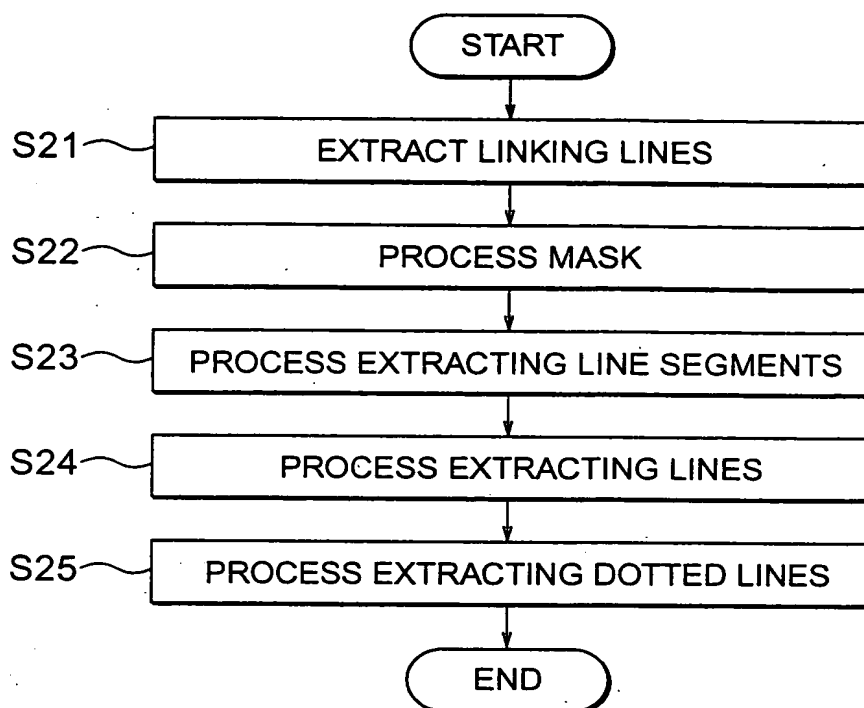 START
S21 EXTRACT LINKING LINES
S22 PROCESS MASK
S23 PROCESS EXTRACTING LINE SEGMENTS
S24 PROCESS EXTRACTING LINES
S25 PROCESS EXTRACTING DOTTED LINES
END